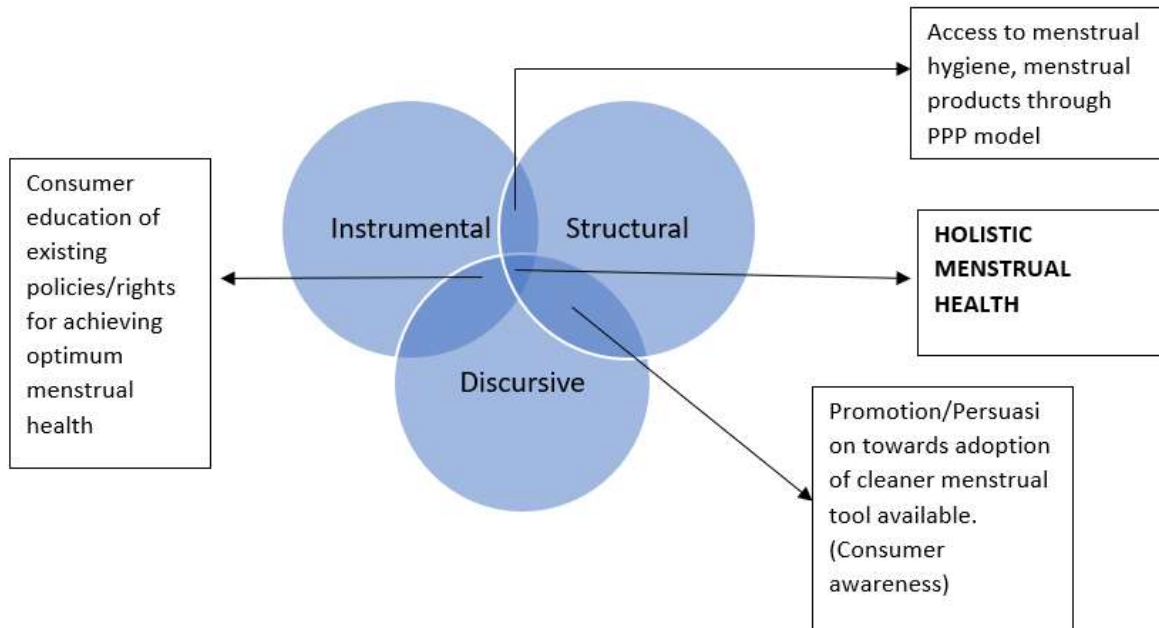 Access to menstrual
hygiene, menstrual
products through
PPP model
Consumer
education of
existing
policies/rights
for achieving
optimum
menstrual
health
Instrumental
Structural
Discursive
HOLISTIC
MENSTRUAL
HEALTH
Promotion/Persuasi
on towards adoption
of cleaner menstrual
tool available.
(Consumer
awareness)